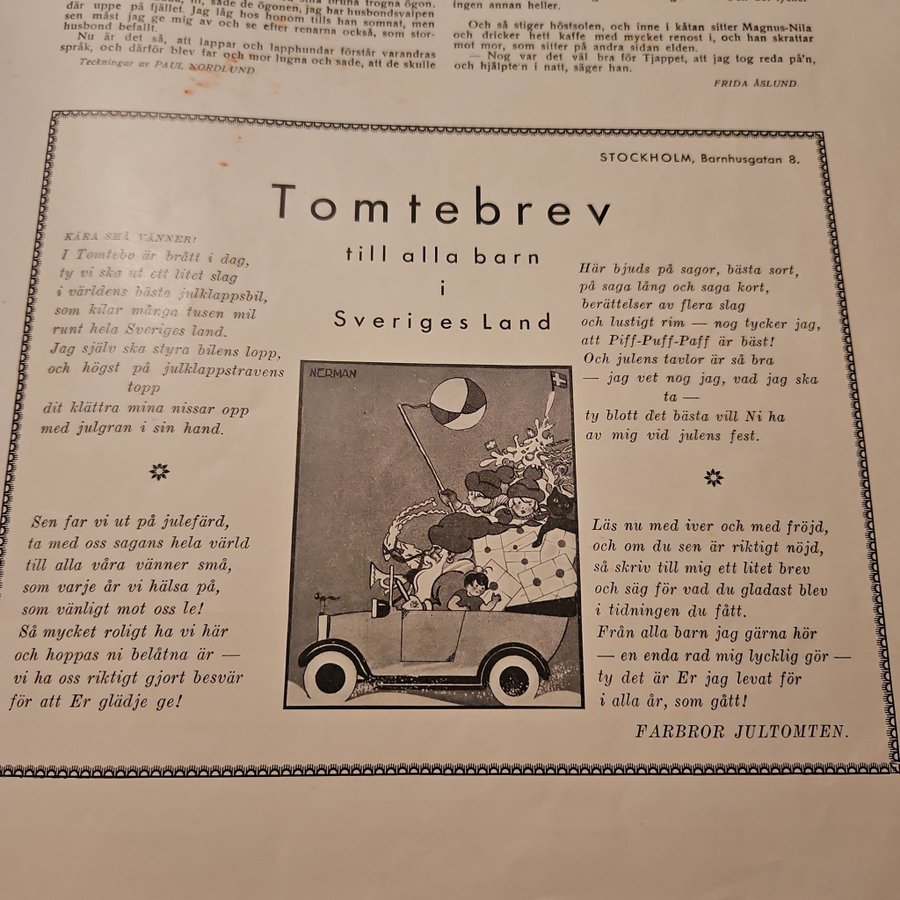 trogna ögon.
där uppe på fjället. Jag låg hos honom tills han somnat, men
sen måst jag ge mig av och se efter renarna också, som stor-
husbond befallt.
Nu är det så, att lappar och lapphundar förstår varandras
språk, och därför blev far och mor lugna och sade, att de skulle
Teckningar av PAUL NORDLUND.
ingen annan heller.
Och så stiger höstsolen, och inne i kåtan sitter Magnus-Nila
och dricker hett kaffe med mycket renost i, och han skrattar
mot mor, som sitter på andra sidan elden.
— Nog var det väl bra för Tjappet, att jag tog reda på'n,
och hjälpte'n i natt, säger han.
FRIDA ÅSLUND
STOCKHOLM, Barnhusgatan 8.
Tomtebrev
till alla barn
i
Sveriges Land
KÄRA SMÅ VÄNNER!
I Tomtebo är brått i dag,
ty vi ska ut ett litet slag
i världens bästa julklappsbil,
som kilar många tusen mil
runt hela Sveriges land.
Jag själv ska styra bilens lopp,
och högst på julklappstravens
topp
dit klättra mina nissar opp
med julgran i sin hand.
Sen far vi ut på julefärd,
ta med oss sagans hela värld
till alla våra vänner små,
som varje år vi hälsa på,
som vänligt mot oss le!
Så mycket roligt ha vi här
och hoppas ni belåtna är —
vi ha oss riktigt gjort besvär
för att Er glädje ge!
NERMAN
Här bjuds på sagor, bästa sort,
på saga lång och saga kort,
berättelser av flera slag
och lustigt rim — nog tycker jag,
att Piff-Puff-Paff är bäst!
Och julens tavlor är så bra
— jag vet nog jag, vad jag ska
ta —
ty blott det bästa vill Ni ha
av mig vid julens fest.
Läs nu med iver och med fröjd,
och om du sen är riktigt nöjd,
så skriv till mig ett litet brev
och säg för vad du gladast blev
i tidningen du fått.
Från alla barn jag gärna hör
— en enda rad mig lycklig gör —
ty det är Er jag levat för
i alla år, som gått!
FARBROR JULTOMTEN.